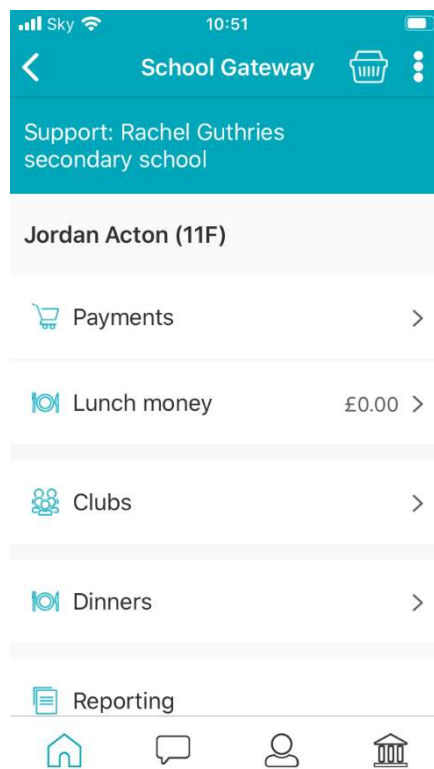 Sky 10:51
School Gateway
Support: Rachel Guthries
secondary school
Jordan Acton (11F)
Payments
Lunch money £0.00
Clubs
Dinners
Reporting